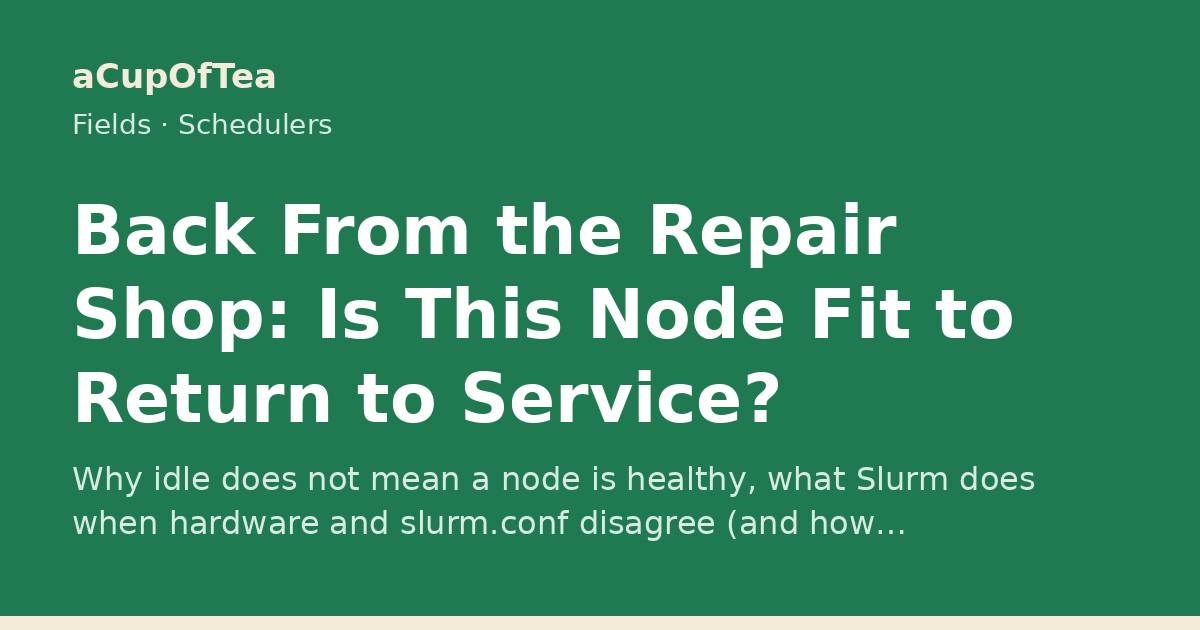 aCupOfTea
Fields · Schedulers
Back From the Repair
Shop: Is This Node Fit to
Return to Service?
Why idle does not mean a node is healthy, what Slurm does
when hardware and slurm.conf disagree (and how…